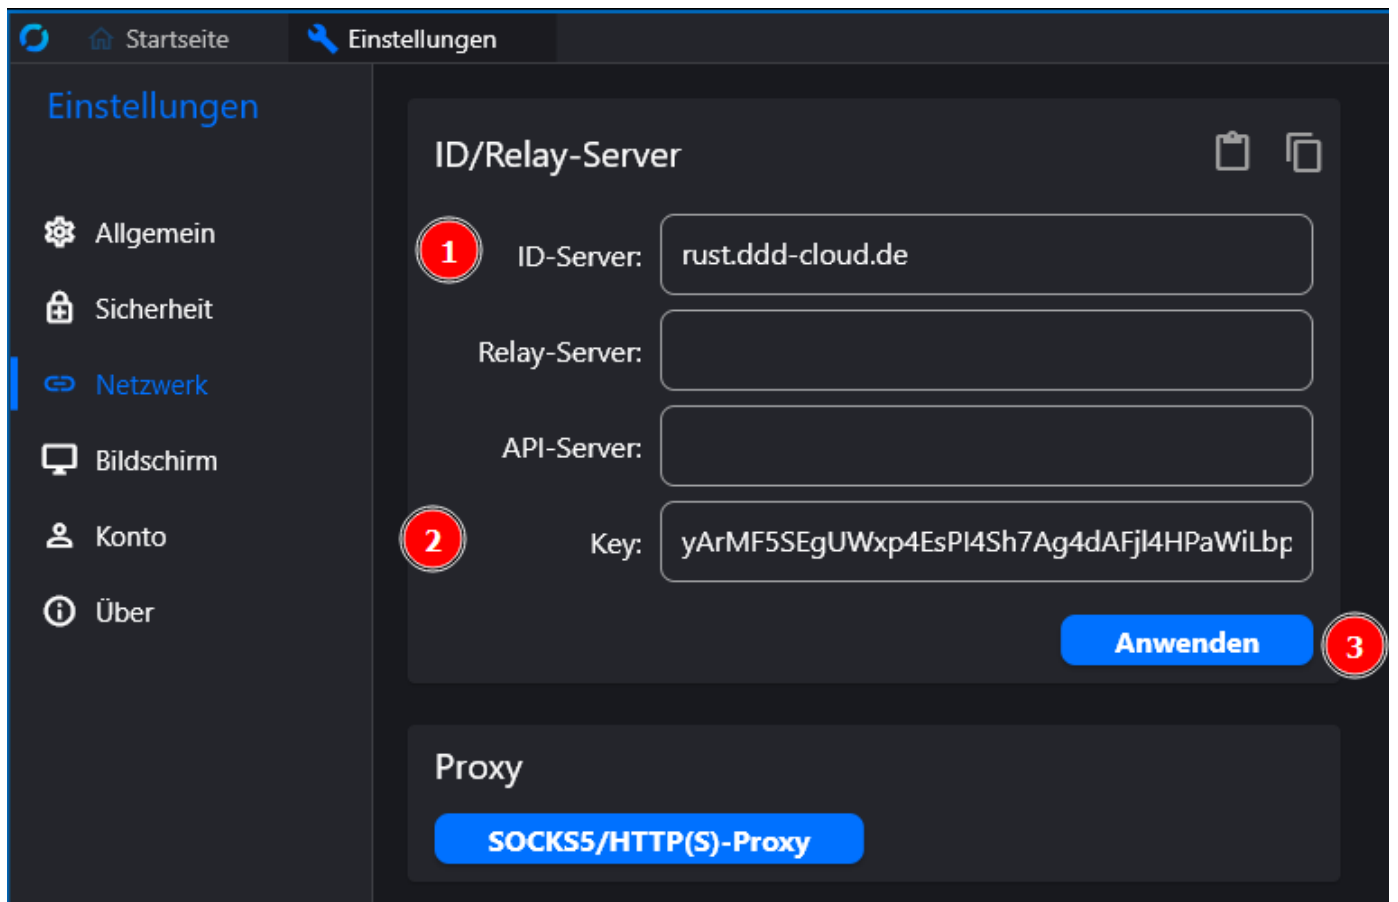 Startseite
Einstellungen
Einstellungen
Allgemein
Sicherheit
Netzwerk
Bildschirm
Konto
Über
ID/Relay-Server
1
ID-Server: rust.ddd-cloud.de
Relay-Server:
API-Server:
2
Key: yArMF5SEgUWxp4EsPI4Sh7Ag4dAFjl4HPaWiLbp
Anwenden
3
Proxy
SOCKS5/HTTP(S)-Proxy